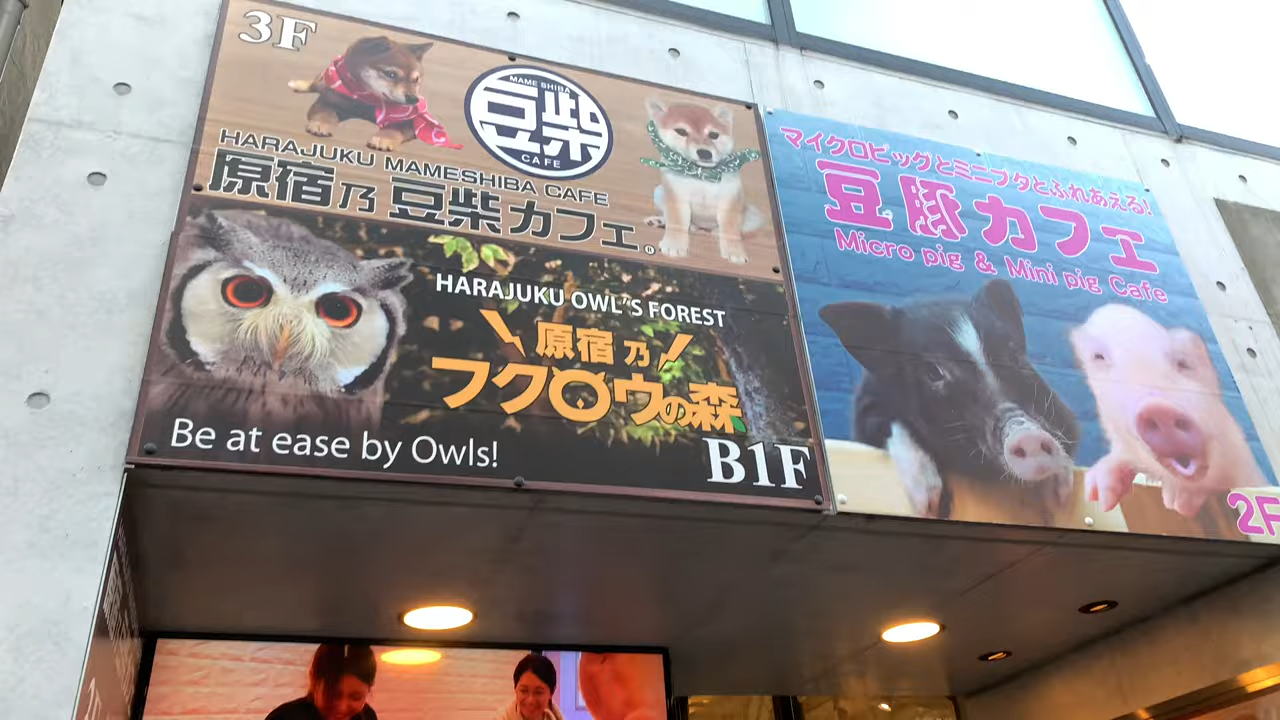 3F
MAME SHIBA
豆柴
CAFE
HARAJUKU MAMESHIBA CAFE
原宿乃 豆柴カフェ®
HARAJUKU OWL'S FOREST
原宿乃
フクロウの森
Be at ease by Owls!
B1F
マイクロピッグとミニブタとふれあえる!
豆豚カフェ
Micro pig & Mini pig Cafe
2F